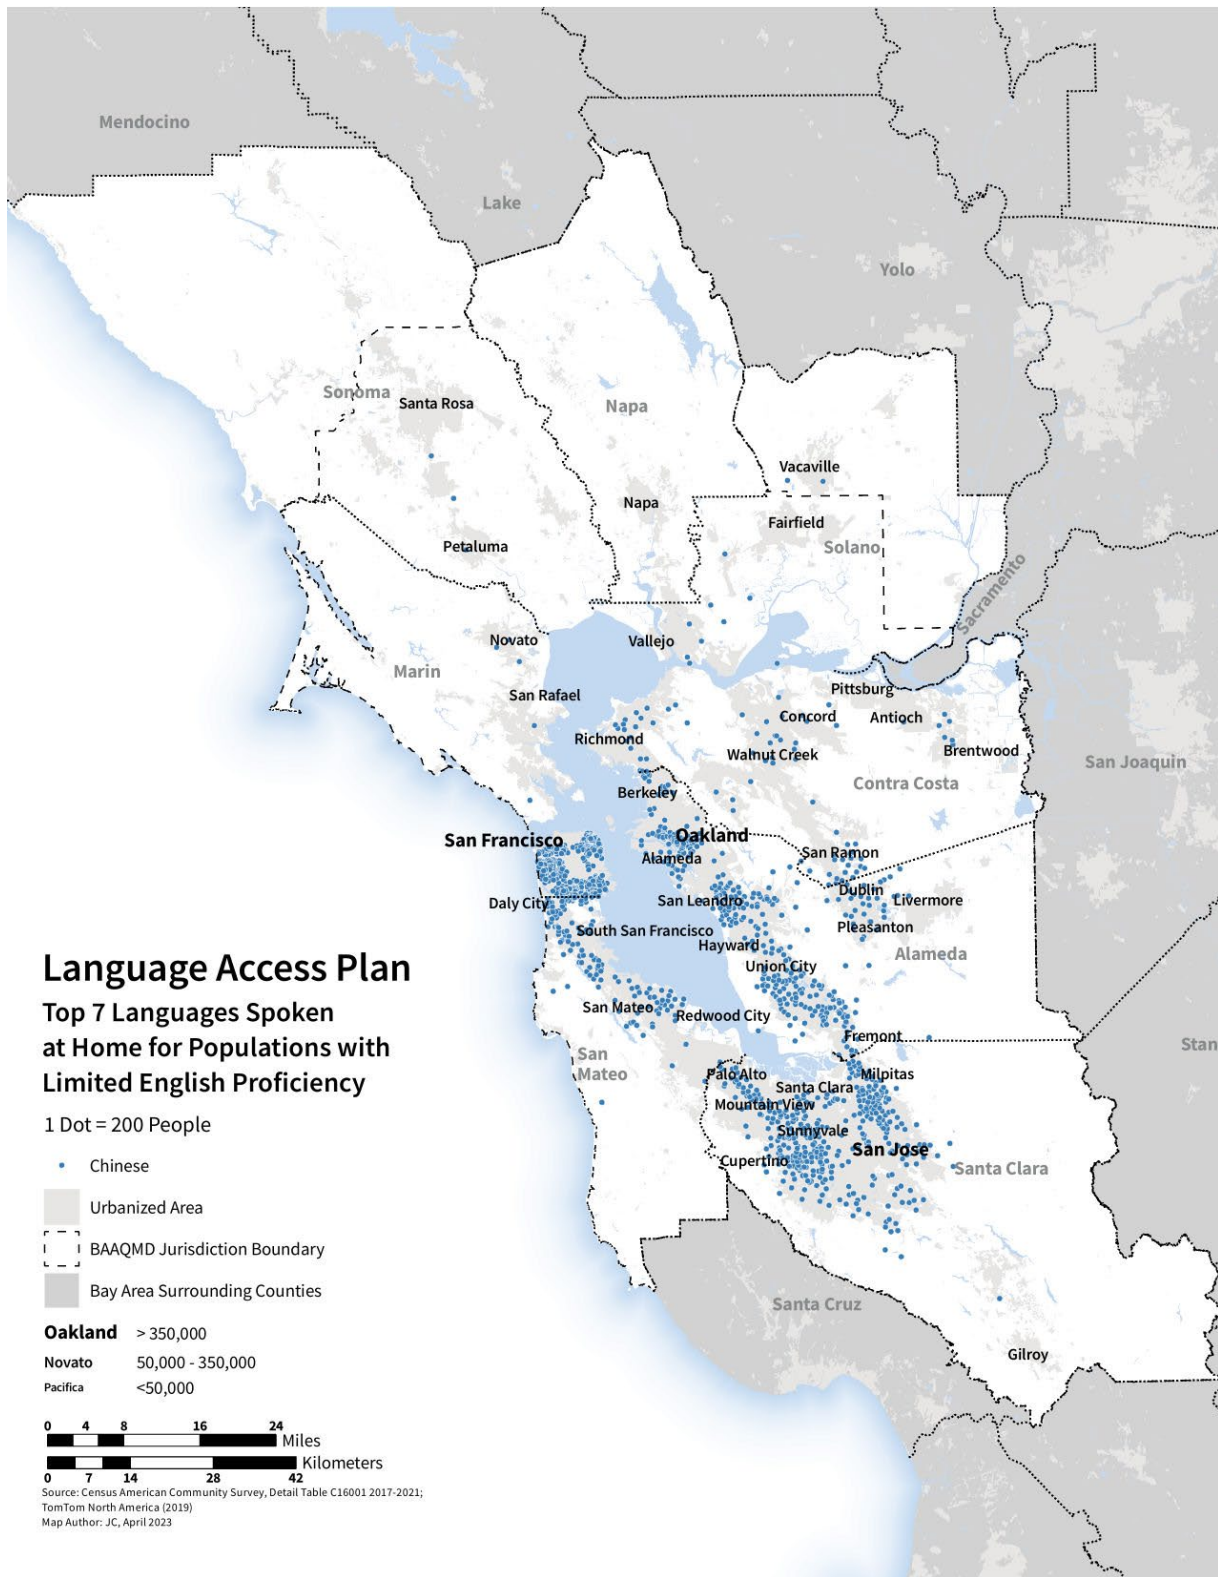 Mendocino
Lake
Yolo
Sonoma
Santa Rosa
Napa
Vacaville
Napa
Fairfield
Solano
Petaluma
Sacramento
Novato
Vallejo
Marin
San Rafael
Pittsburg
Concord
Antioch
Richmond
Walnut Creek
Brentwood
San Joaquin
Contra Costa
Berkeley
San Francisco
Oakland
Alameda
San Ramon
Daly City
San Leandro
Dublin
Livermore
South San Francisco
Pleasanton
Hayward
Alameda
Union City
San Mateo
Redwood City
Fremont
Stan
San
Mateo
Palo Alto
Milpitas
Santa Clara
Mountain View
Sunnyvale
San Jose
Cupertino
Santa Clara
Santa Cruz
Gilroy
Language Access Plan
Top 7 Languages Spoken
at Home for Populations with
Limited English Proficiency
1 Dot = 200 People
Chinese
Urbanized Area
BAAQMD Jurisdiction Boundary
Bay Area Surrounding Counties
Oakland > 350,000
Novato 50,000 - 350,000
Pacifica <50,000
0 4 8 16 24
Miles
Kilometers
0 7 14 28 42
Source: Census American Community Survey, Detail Table C16001 2017-2021;
TomTom North America (2019)
Map Author: JC, April 2023